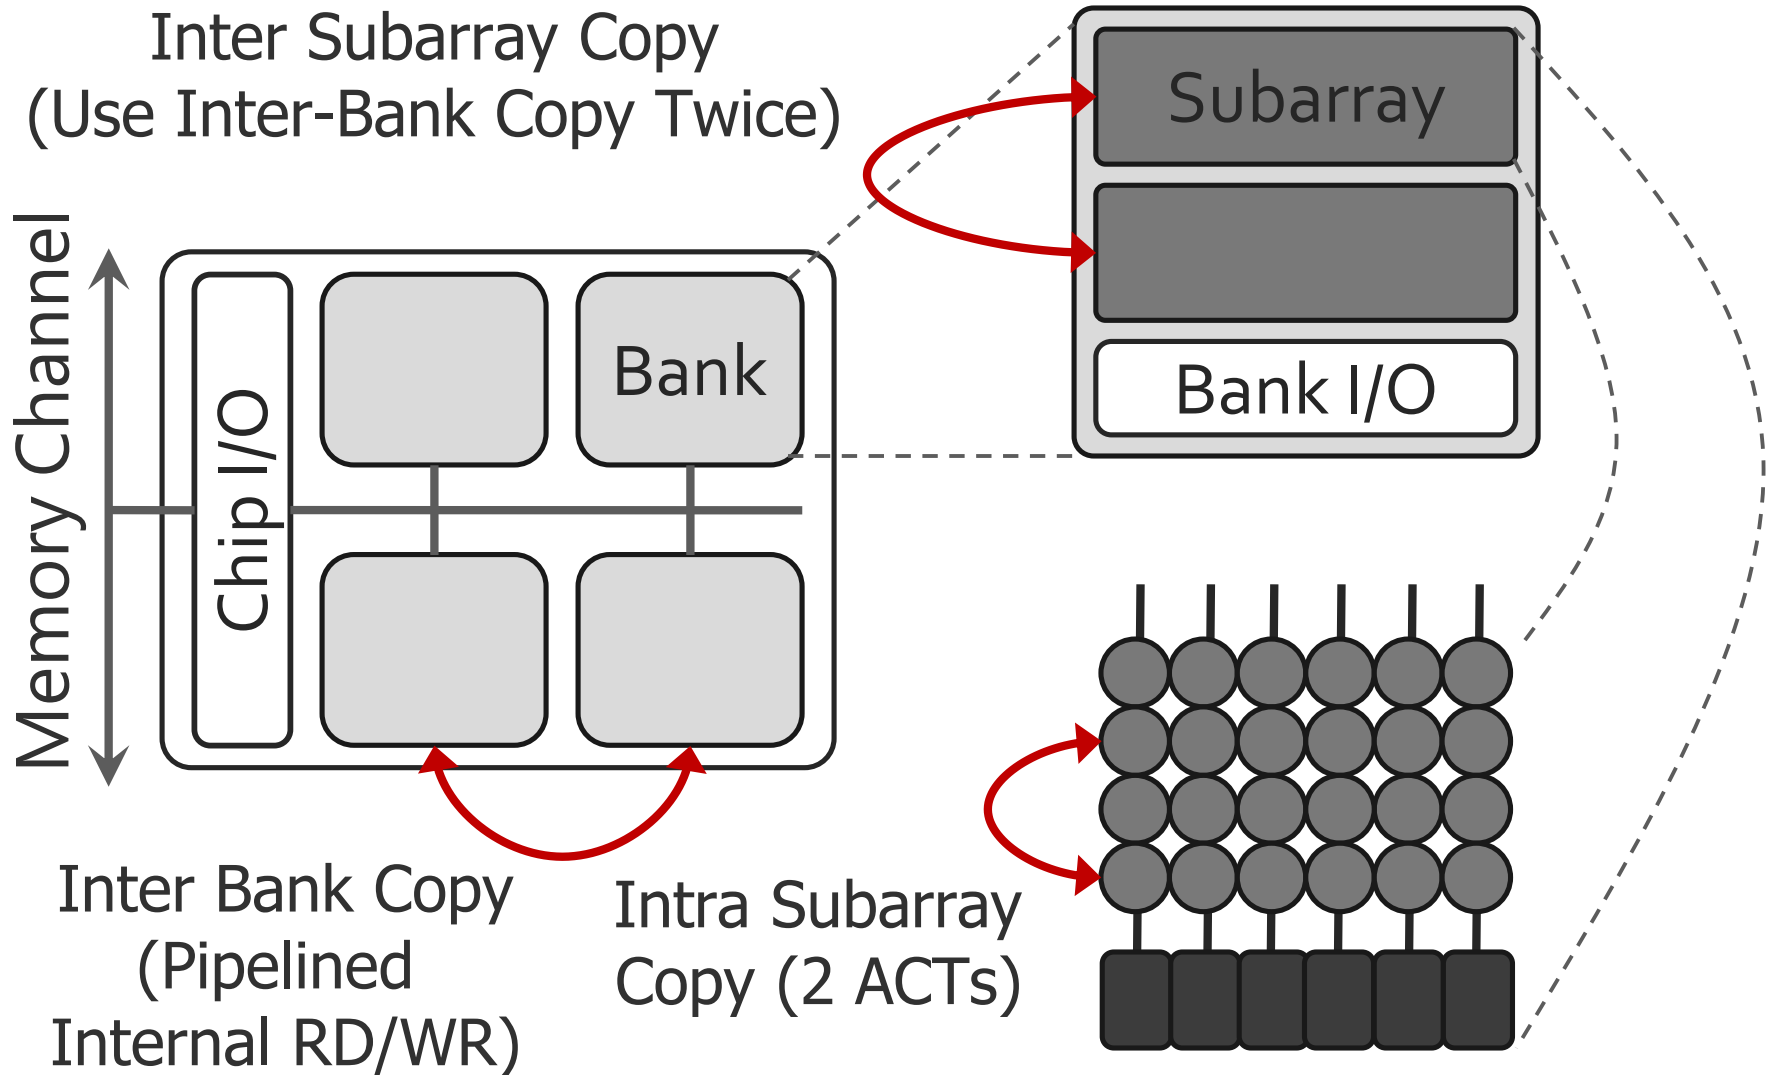 Inter Subarray Copy
(Use Inter-Bank Copy Twice)
Subarray
Bank I/O
Memory Channel
Chip I/O
Bank
Inter Bank Copy
(Pipelined
Internal RD/WR)
Intra Subarray
Copy (2 ACTs)